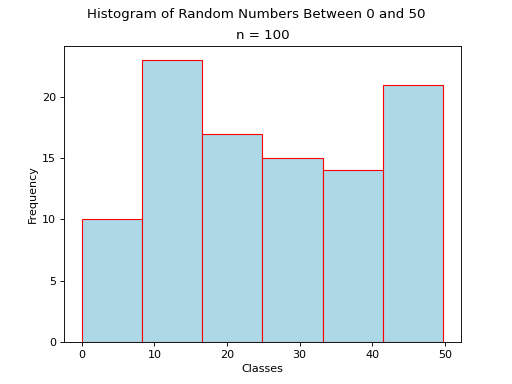 Histogram of Random Numbers Between 0 and 50
n = 100
20
15
10
5
0
Frequency
0 10 20 30 40 50
Classes